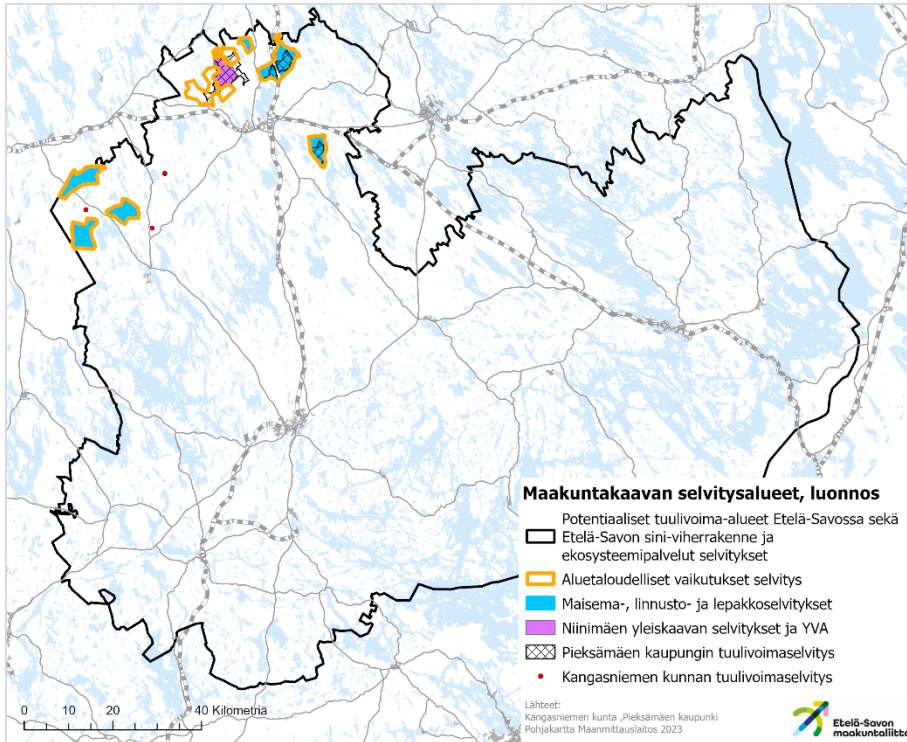 Maakuntakaavan selvitysalueet, luonnos
Potentiaaliset tuulivoima-alueet Etelä-Savossa sekä
Etelä-Savon sini-viherrakenne ja
ekosysteemipalvelut selvitykset
Aluetaloudelliset vaikutukset selvitys
Maisema-, linnusto- ja lepakkoselvitykset
Niinimäen yleiskaavan selvitykset ja YVA
Pieksämäen kaupungin tuulivoimaselvitys
Kangasniemen kunnan tuulivoimaselvitys
0 10 20 40 Kilometriä
Lähteet:
Kangasniemen kunta ,Pieksämäen kaupunki
Pohjakartta Maanmittauslaitos 2023
Etelä-Savon
maakuntaliitto